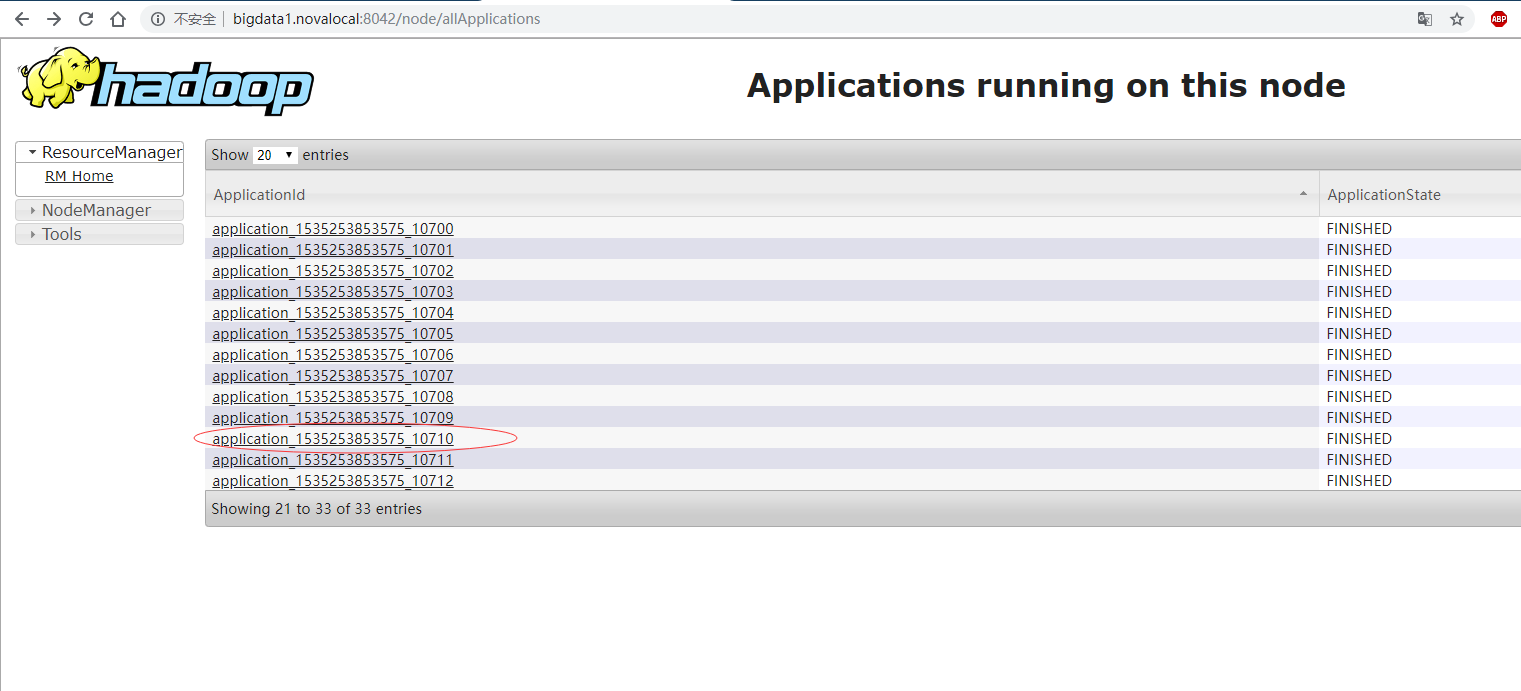 不安全 bigdata1.novalocal:8042/node/allApplications
ABP
hadoop
Applications running on this node
ResourceManager
RM Home
NodeManager
Tools
Show 20 entries
ApplicationId ApplicationState
application_1535253853575_10700 FINISHED
application_1535253853575_10701 FINISHED
application_1535253853575_10702 FINISHED
application_1535253853575_10703 FINISHED
application_1535253853575_10704 FINISHED
application_1535253853575_10705 FINISHED
application_1535253853575_10706 FINISHED
application_1535253853575_10707 FINISHED
application_1535253853575_10708 FINISHED
application_1535253853575_10709 FINISHED
application_1535253853575_10710 FINISHED
application_1535253853575_10711 FINISHED
application_1535253853575_10712 FINISHED
Showing 21 to 33 of 33 entries